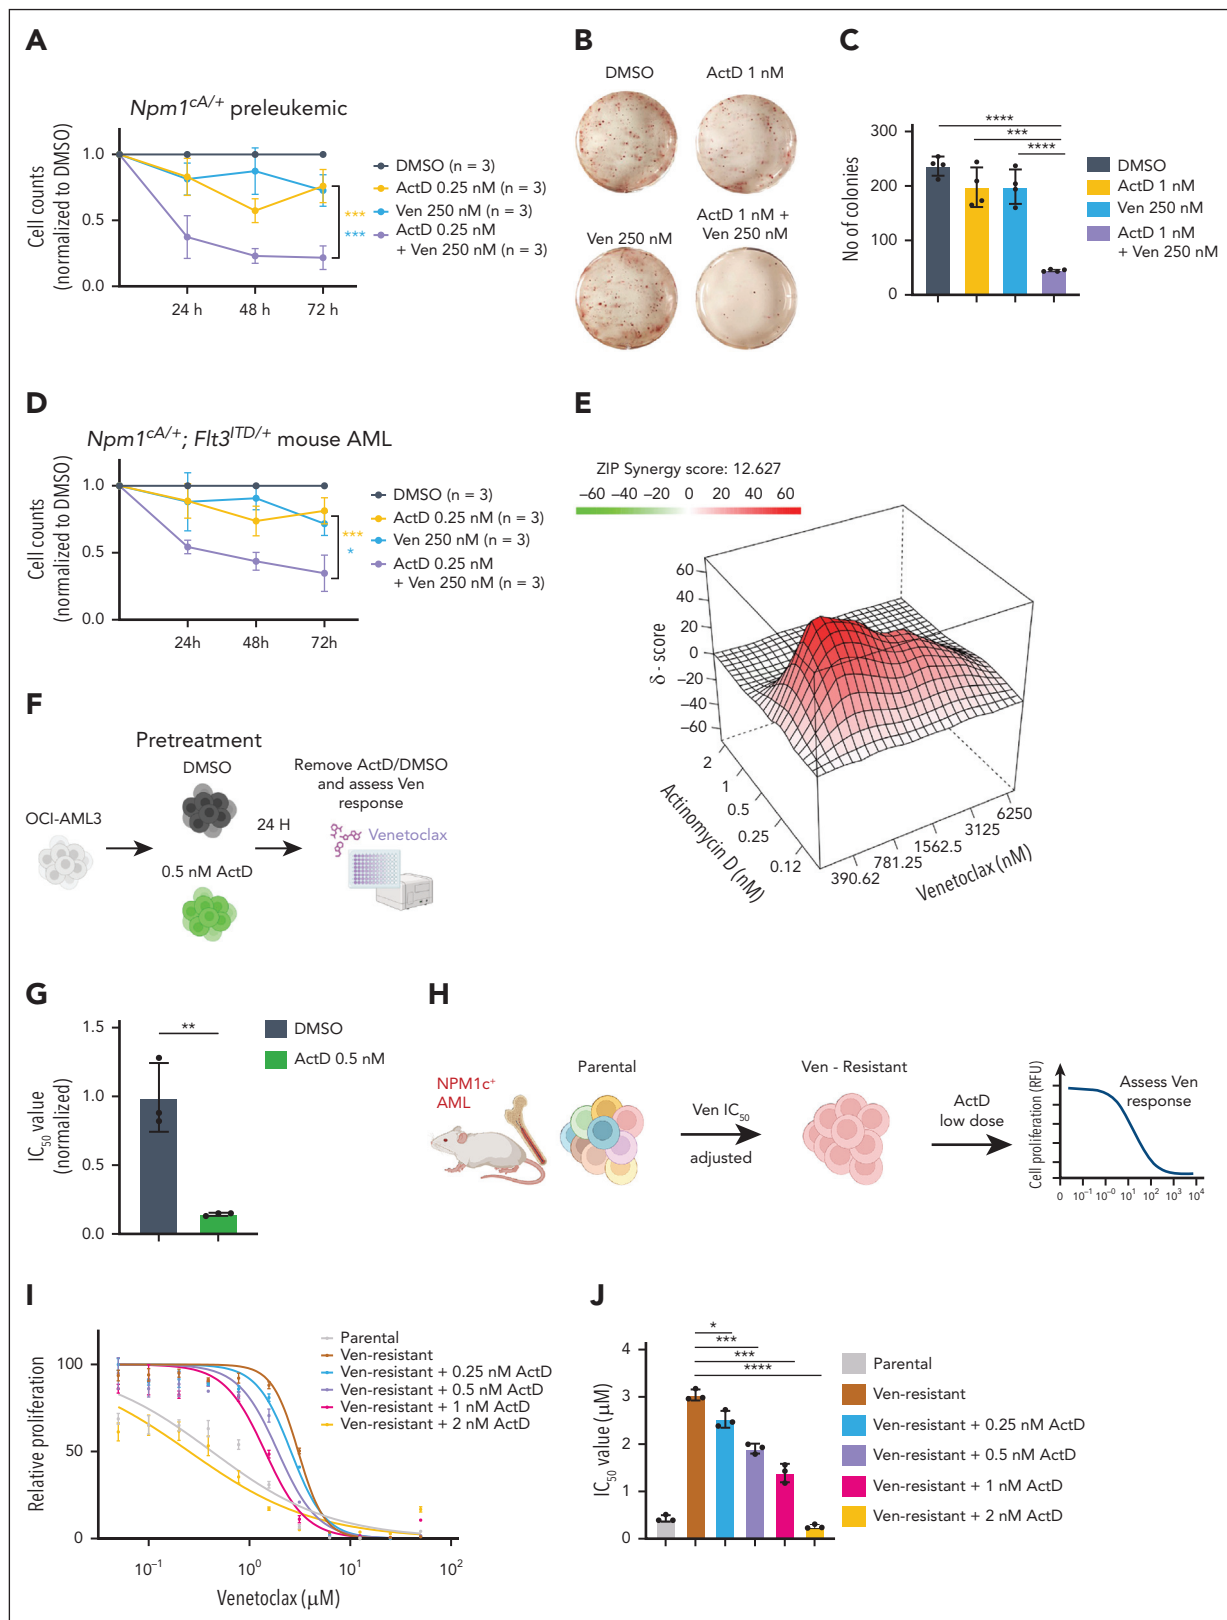 A
Npm1cA/+ preleukemic
Cell counts
(normalized to DMSO)
1.0
0.5
0.0
24 h
48 h
72 h
DMSO (n = 3)
ActD 0.25 nM (n = 3)
Ven 250 nM (n = 3)
ActD 0.25 nM
+ Ven 250 nM (n = 3)
***
***
B
DMSO
ActD 1 nM
Ven 250 nM
ActD 1 nM +
Ven 250 nM
C
No of colonies
300
200
100
0
****
***
****
DMSO
ActD 1 nM
Ven 250 nM
ActD 1 nM
+ Ven 250 nM
D
Npm1cA/+; Flt3ITD/+ mouse AML
Cell counts
(normalized to DMSO)
1.0
0.5
0.0
24h
48h
72h
DMSO (n = 3)
ActD 0.25 nM (n = 3)
Ven 250 nM (n = 3)
ActD 0.25 nM
+ Ven 250 nM (n = 3)
***
*
E
ZIP Synergy score: 12.627
−60 −40 −20 0 20 40 60
δ - score
60
40
20
0
−20
−40
−60
Actinomycin D (nM)
2
1
0.5
0.25
0.12
390.62
781.25
1562.5
3125
6250
Venetoclax (nM)
F
Pretreatment
DMSO
OCI-AML3
24 H
0.5 nM ActD
Remove ActD/DMSO
and assess Ven
response
Venetoclax
G
IC50 value
(normalized)
1.5
1.0
0.5
0.0
**
DMSO
ActD 0.5 nM
H
NPM1c+
AML
Parental
Ven IC50
adjusted
Ven - Resistant
ActD
low dose
Cell proliferation (RFU)
Assess Ven
response
0 10−1 10−0 101 102 103 104
I
Relative proliferation
100
50
0
10−1
100
101
102
Venetoclax (μM)
Parental
Ven-resistant
Ven-resistant + 0.25 nM ActD
Ven-resistant + 0.5 nM ActD
Ven-resistant + 1 nM ActD
Ven-resistant + 2 nM ActD
J
IC50 value (μM)
4
3
2
1
0
*
***
***
****
Parental
Ven-resistant
Ven-resistant + 0.25 nM ActD
Ven-resistant + 0.5 nM ActD
Ven-resistant + 1 nM ActD
Ven-resistant + 2 nM ActD